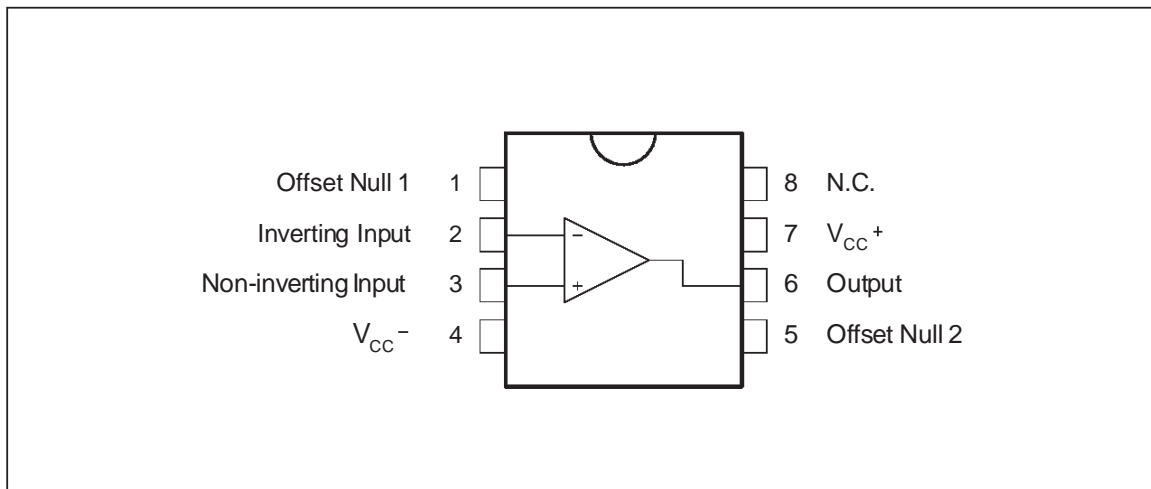 Offset Null 1 1 8 N.C.
Inverting Input 2 − 7 VCC +
Non-inverting Input 3 + 6 Output
VCC − 4 5 Offset Null 2